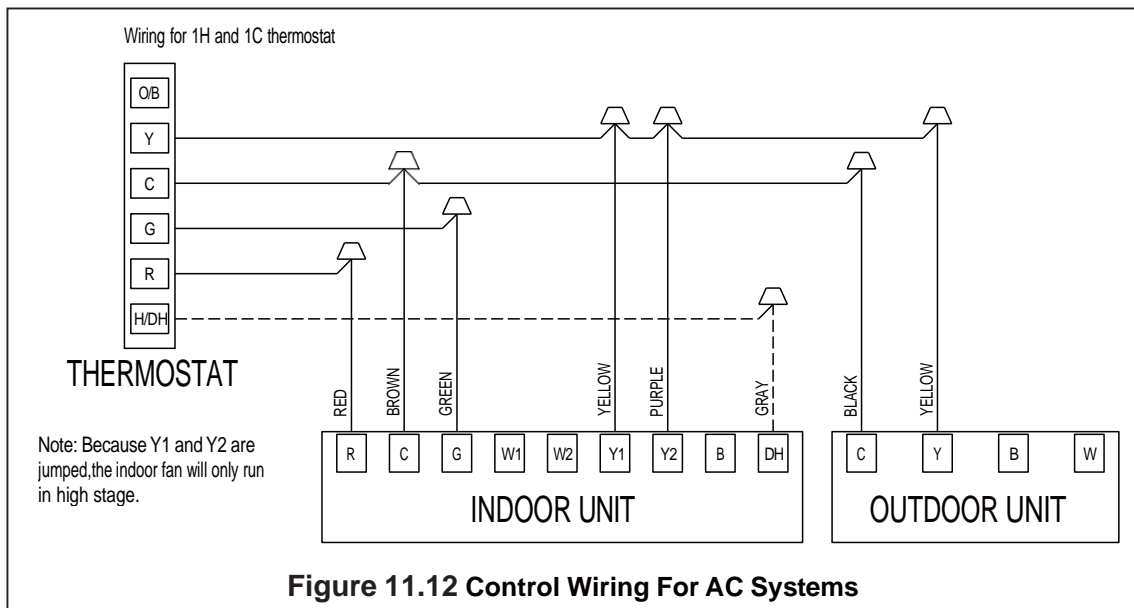 Wiring for 1H and 1C thermostat
O/B
Y
C
G
R
H/DH
THERMOSTAT
Note: Because Y1 and Y2 are
jumped,the indoor fan will only run
in high stage.
RED
BROWN
GREEN
YELLOW
PURPLE
GRAY
BLACK
YELLOW
R C G W1 W2 Y1 Y2 B DH
INDOOR UNIT
C Y B W
OUTDOOR UNIT
Figure 11.12 Control Wiring For AC Systems